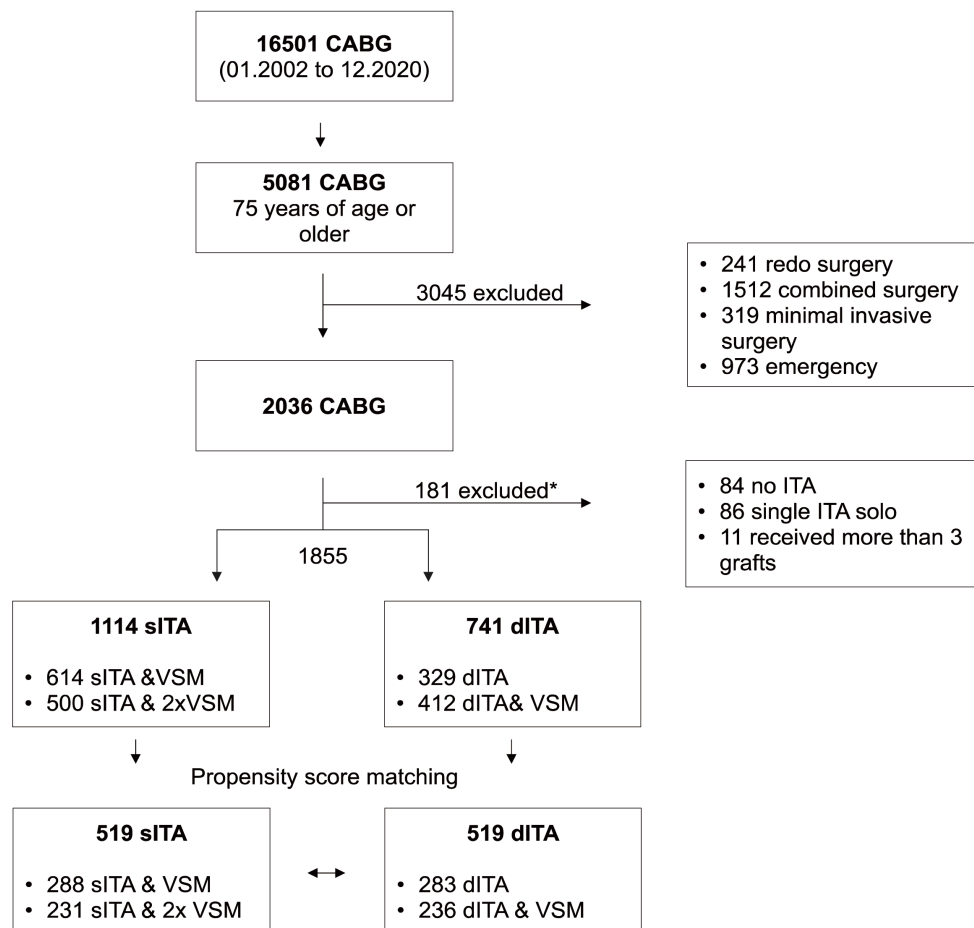 16501 CABG
(01.2002 to 12.2020)
5081 CABG
75 years of age or
older
3045 excluded
• 241 redo surgery
• 1512 combined surgery
• 319 minimal invasive
surgery
• 973 emergency
2036 CABG
181 excluded*
• 84 no ITA
• 86 single ITA solo
• 11 received more than 3
grafts
1855
1114 sITA
• 614 sITA &VSM
• 500 sITA & 2xVSM
741 dITA
• 329 dITA
• 412 dITA& VSM
Propensity score matching
519 sITA
• 288 sITA & VSM
• 231 sITA & 2x VSM
519 dITA
• 283 dITA
• 236 dITA & VSM